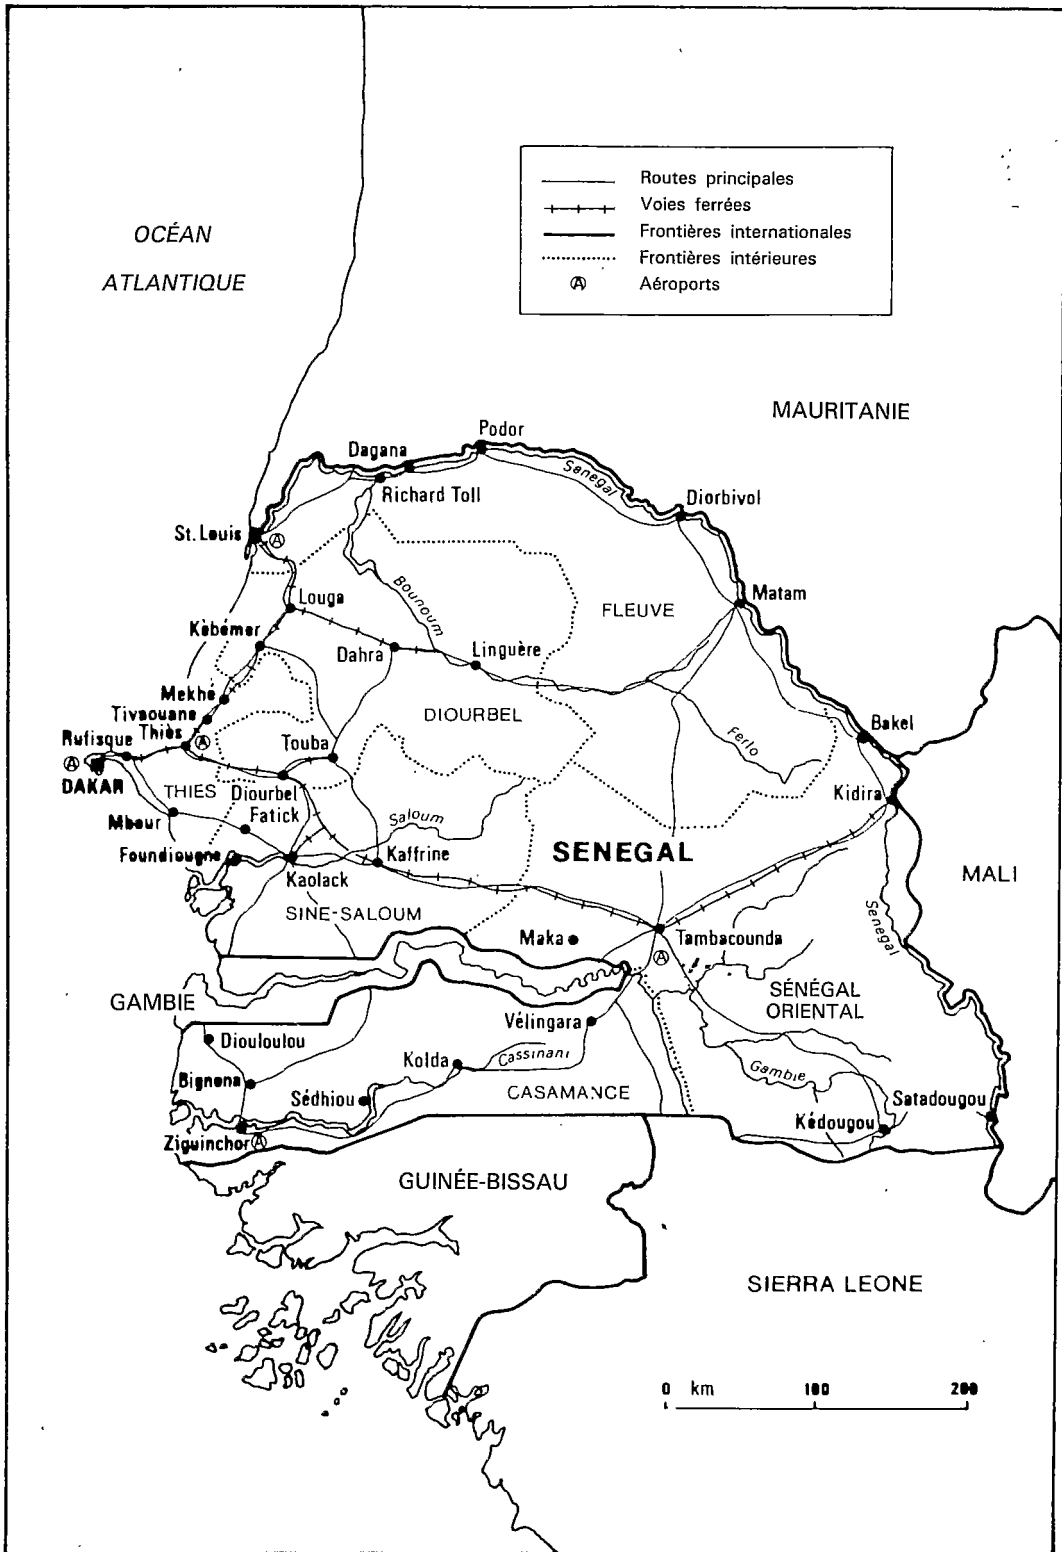 OCÉAN
ATLANTIQUE
Routes principales
Voies ferrées
Frontières internationales
Frontières intérieures
Ⓐ Aéroports
MAURITANIE
Podor
Dagana
Senegal
Richard Toll
Diorbivol
St. Louis
Ⓐ
Bounoum
Louga
FLEUVE
Matam
Kébémer
Dahra
Linguère
Mekhé
Tivaouane
DIOURBEL
Thiès
Ⓐ
Bakel
Rufisque
Touba
Ferlo
Ⓐ
DAKAR
THIES
Diourbel
Kidira
Fatick
Saloum
Mbour
SENEGAL
Foundiougne
Kaffrine
MALI
Kaolack
SINE-SALOUM
Senegal
Maka
Tambacounda
Ⓐ
GAMBIE
SÉNÉGAL
ORIENTAL
Vélingara
Diouloulou
Kolda
Cassinani
Gambie
Bignona
Sédhiou
CASAMANCE
Satadougou
Kédougou
Ziguinchor
Ⓐ
GUINÉE-BISSAU
SIERRA LEONE
0 km 100 200